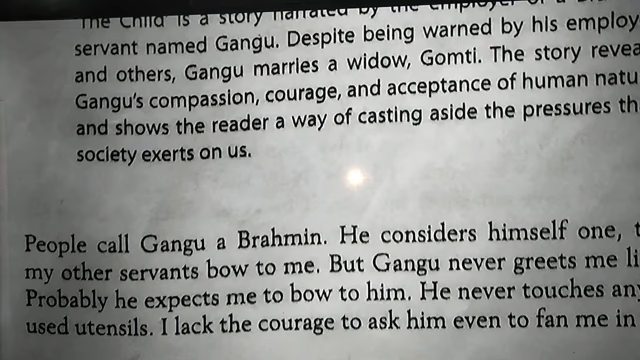 The Child is a story narrated by the employer of a
servant named Gangu. Despite being warned by his employ
and others, Gangu marries a widow, Gomti. The story revea
Gangu's compassion, courage, and acceptance of human natu
and shows the reader a way of casting aside the pressures th
society exerts on us.
People call Gangu a Brahmin. He considers himself one, t
my other servants bow to me. But Gangu never greets me li
Probably he expects me to bow to him. He never touches any
used utensils. I lack the courage to ask him even to fan me in